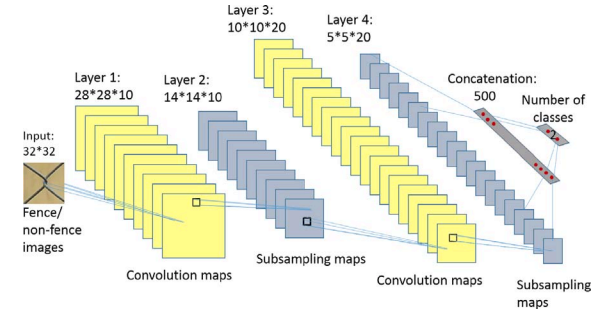 Layer 3:
10*10*20
Layer 4:
5*5*20
Layer 1:
28*28*10
Layer 2:
14*14*10
Concatenation:
500
Number of
classes
2
Input:
32*32
Fence/
non-fence
images
Convolution maps
Subsampling maps
Convolution maps
Subsampling
maps